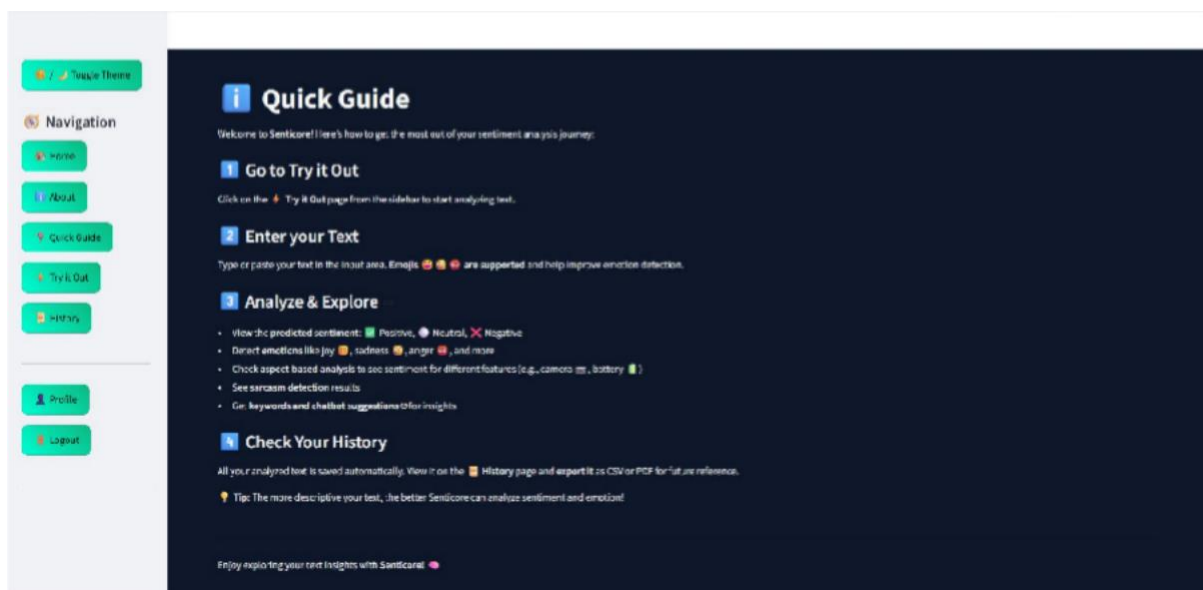 ☀️ / 🌙 Toggle Theme
🧭 Navigation
🏠 Home
ℹ️ About
📍 Quick Guide
⚡ Try it Out
📜 History
👤 Profile
🚪 Logout
ℹ️ Quick Guide
Welcome to Senticore! Here's how to get the most out of your sentiment analysis journey:
1️⃣ Go to Try it Out
Click on the ⚡ Try it Out page from the sidebar to start analyzing text.
2️⃣ Enter your Text
Type or paste your text in the input area. Emojis are supported and help improve emotion detection.
3️⃣ Analyze & Explore
• View the predicted sentiment: ✅ Positive, ⚪ Neutral, ❌ Negative
• Detect emotions like joy, sadness, anger, and more
• Check aspect based analysis to see sentiment for different features (e.g., camera 📷, battery 🔋)
• See sarcasm detection results
• Get keywords and chatbot suggestions for insights
4️⃣ Check Your History
All your analyzed text is saved automatically. View it on the 📜 History page and export it as CSV or PDF for future reference.
💡 Tip: The more descriptive your text, the better Senticore can analyze sentiment and emotion!
Enjoy exploring your text insights with Senticore! 🧠